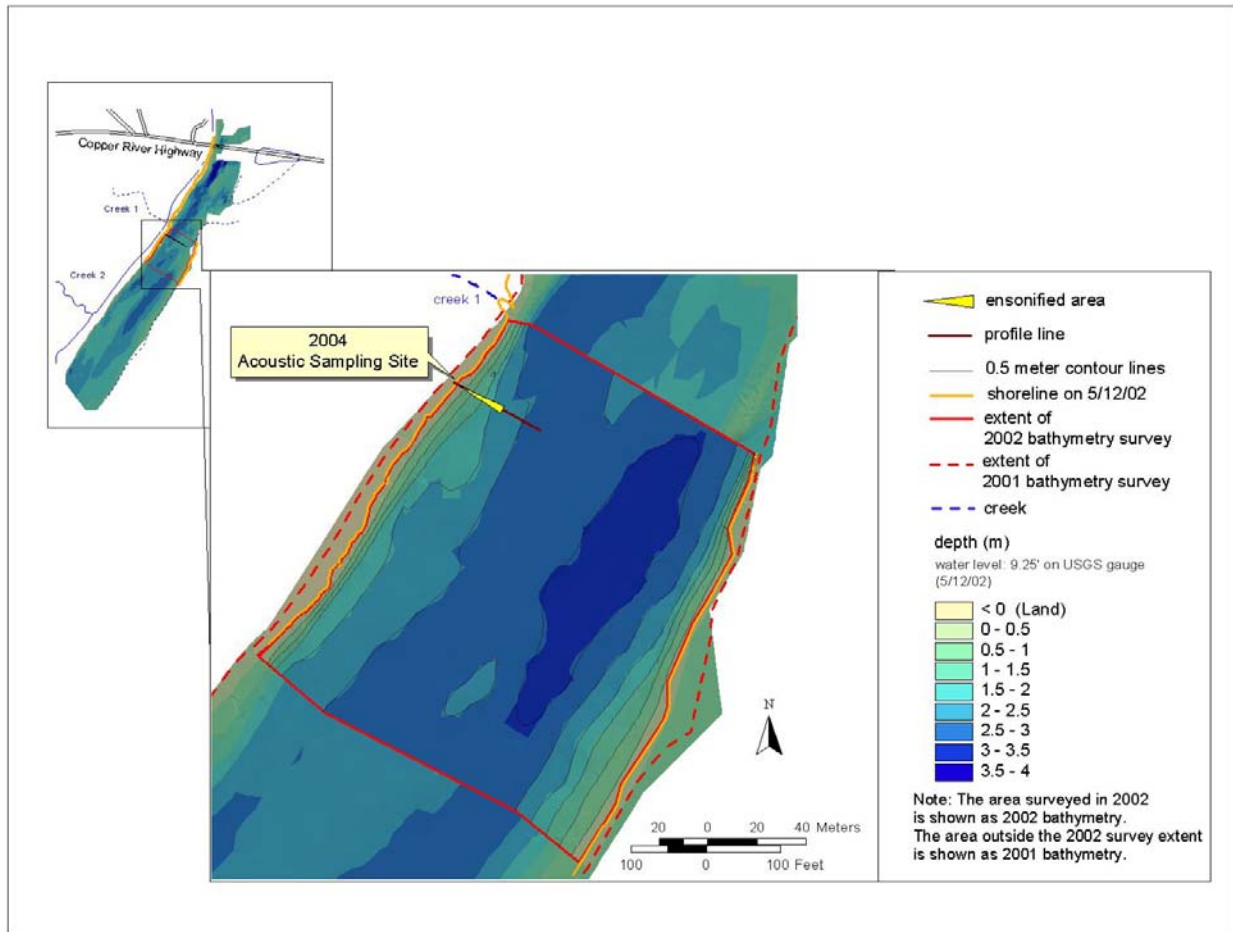 Copper River Highway
Creek 1
Creek 2
creek 1
2004
Acoustic Sampling Site
ensonified area
profile line
0.5 meter contour lines
shoreline on 5/12/02
extent of
2002 bathymetry survey
extent of
2001 bathymetry survey
creek
depth (m)
water level: 9.25' on USGS gauge
(5/12/02)
< 0 (Land)
0 - 0.5
0.5 - 1
1 - 1.5
1.5 - 2
2 - 2.5
2.5 - 3
3 - 3.5
3.5 - 4
Note: The area surveyed in 2002
is shown as 2002 bathymetry.
The area outside the 2002 survey extent
is shown as 2001 bathymetry.
N
20 0 20 40 Meters
100 0 100 Feet